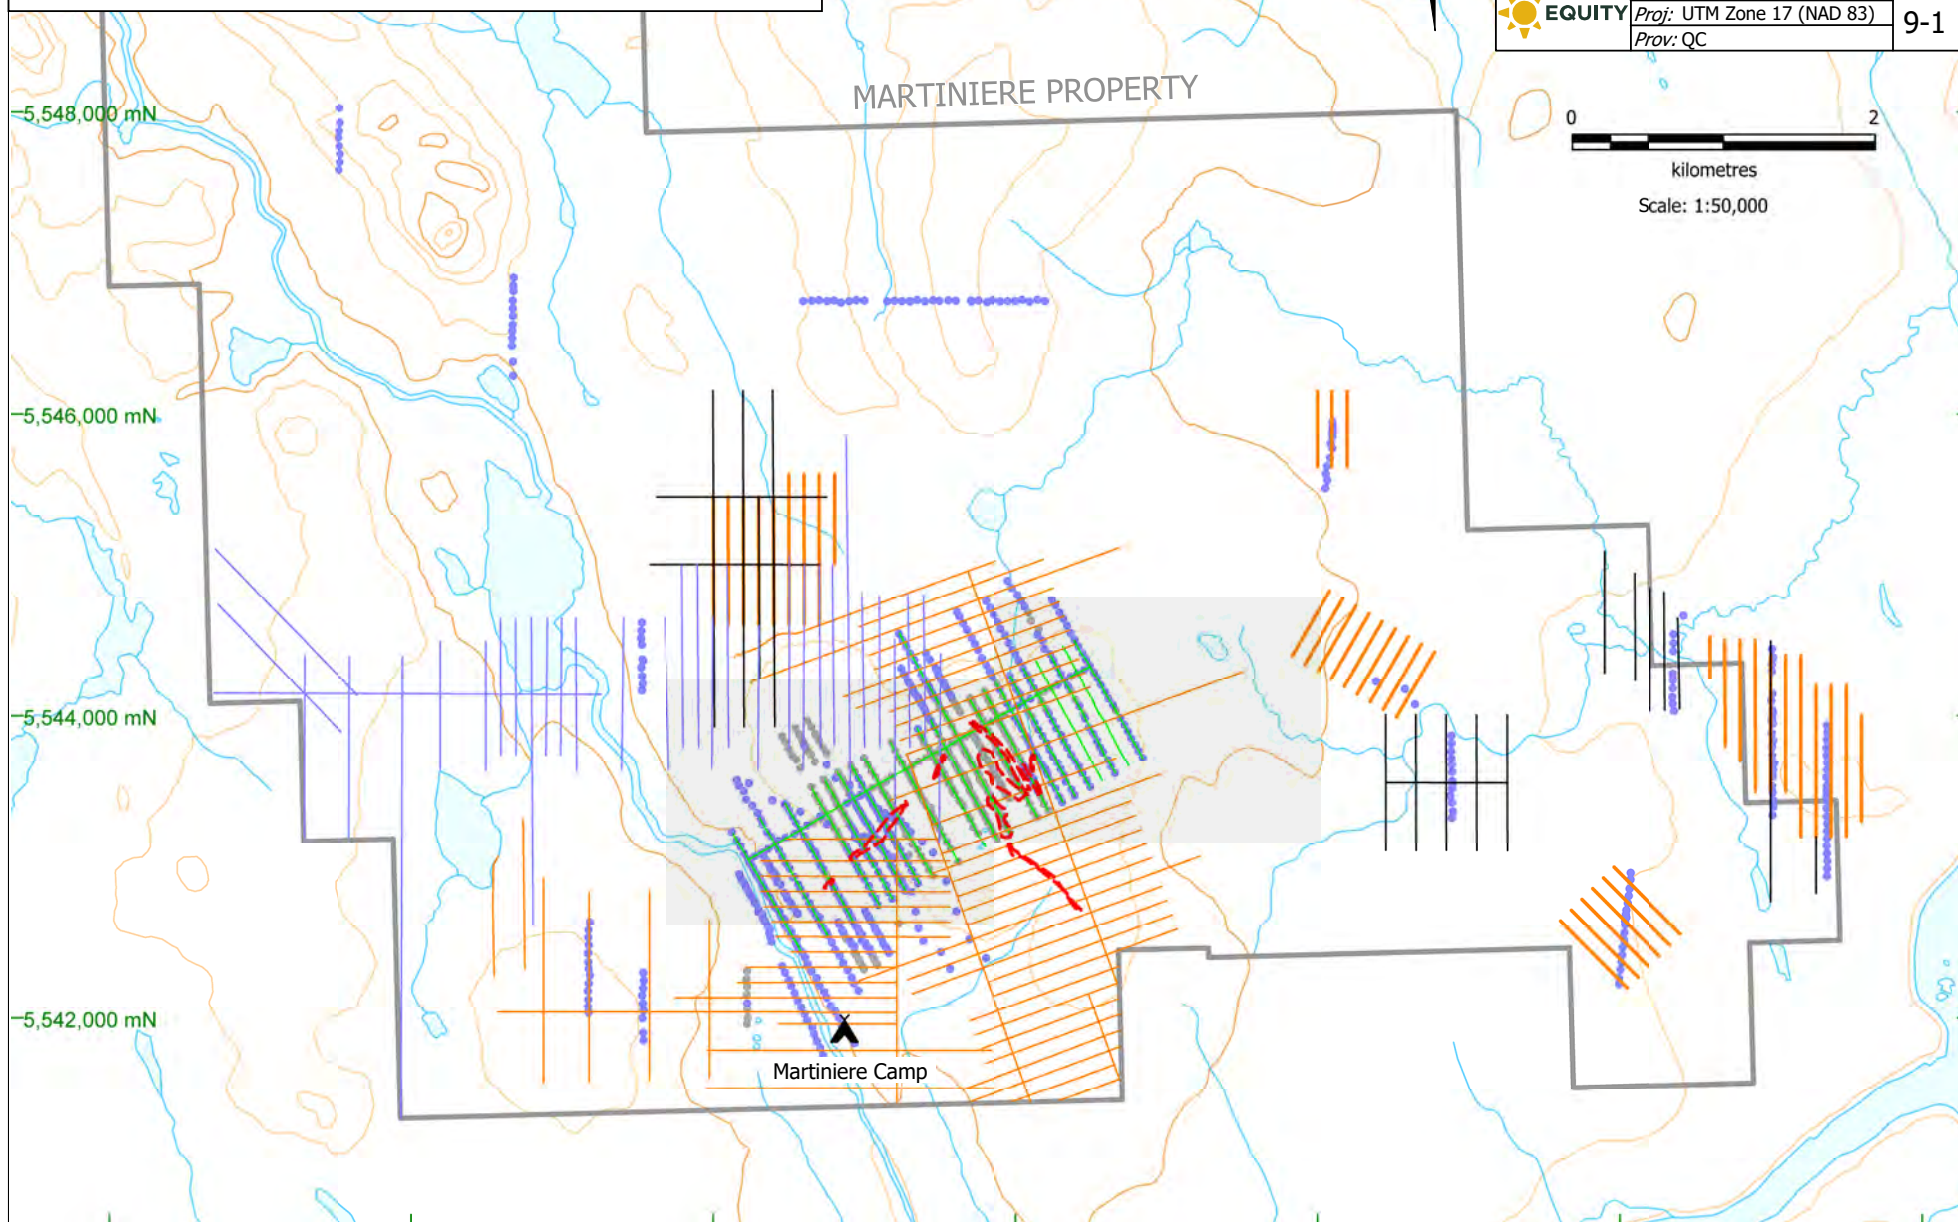 EQUITY
Proj: UTM Zone 17 (NAD 83)
Prov: QC
9-1
MARTINIERE PROPERTY
5,548,000 mN
0 2
kilometres
Scale: 1:50,000
5,546,000 mN
5,544,000 mN
5,542,000 mN
Martiniere Camp